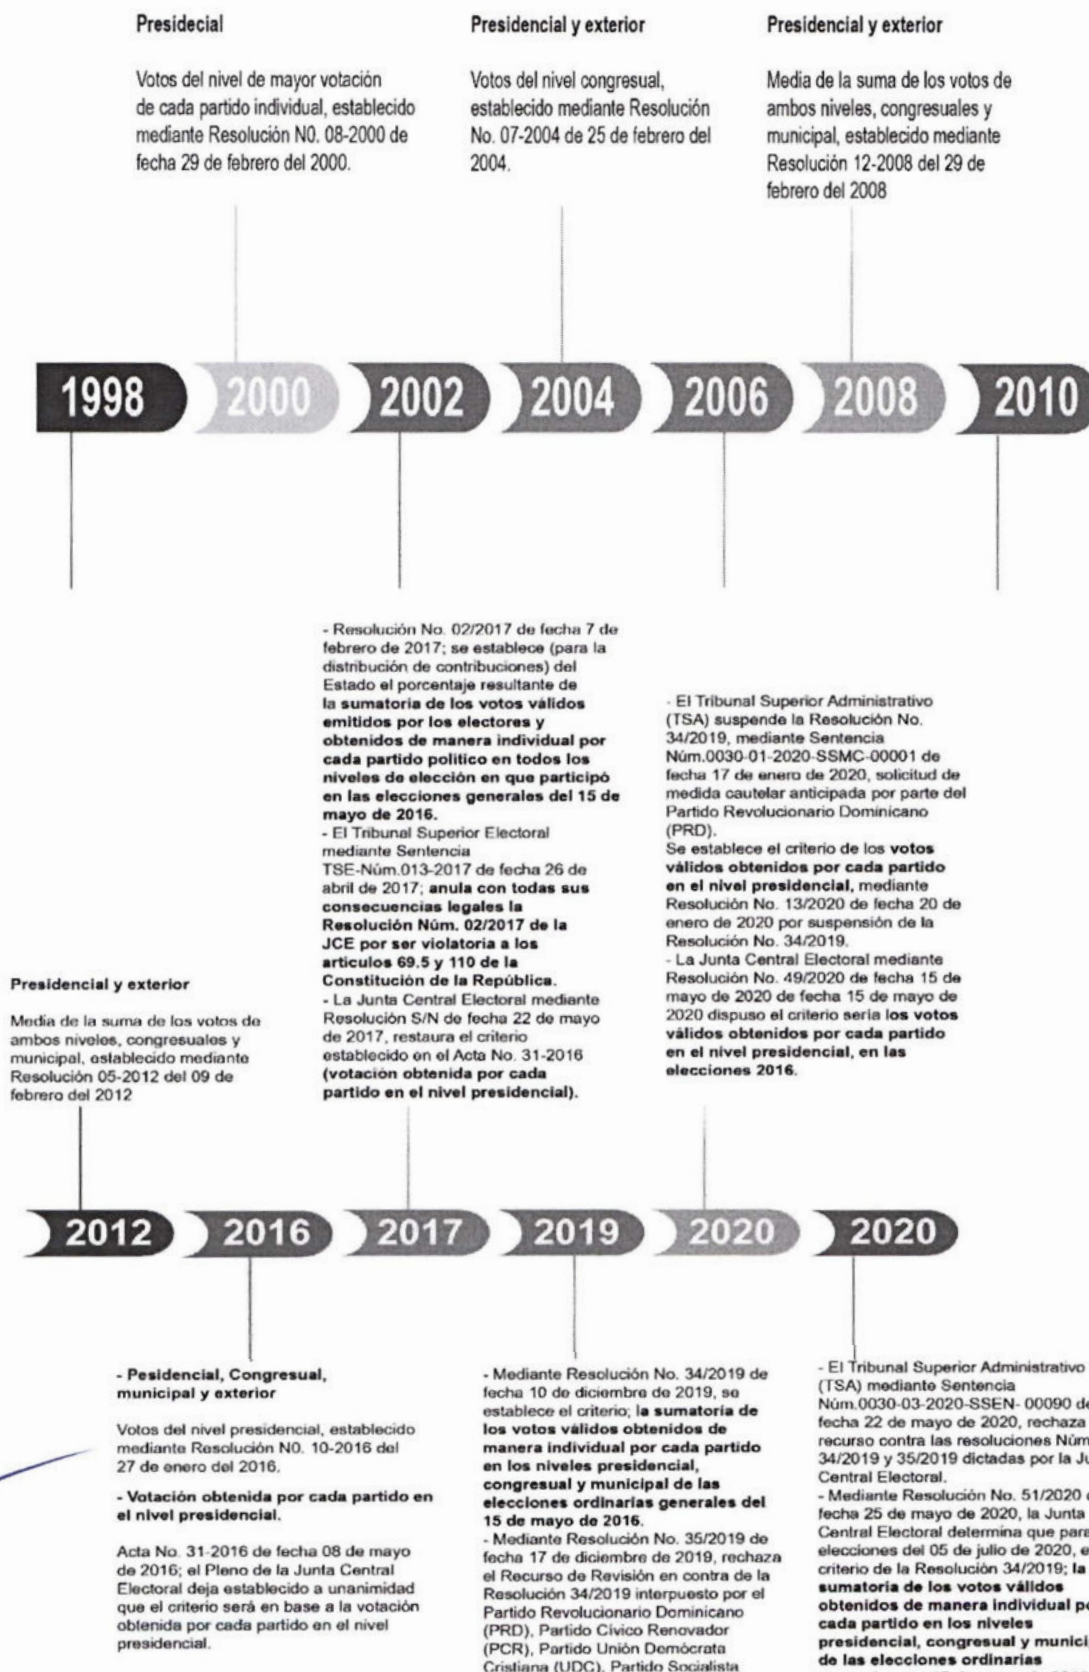 Presidecial
Votos del nivel de mayor votación
de cada partido individual, establecido
mediante Resolución N0. 08-2000 de
fecha 29 de febrero del 2000.
Presidencial y exterior
Votos del nivel congresual,
establecido mediante Resolución
No. 07-2004 de 25 de febrero del
2004.
Presidencial y exterior
Media de la suma de los votos de
ambos niveles, congresuales y
municipal, establecido mediante
Resolución 12-2008 del 29 de
febrero del 2008
1998
2000
2002
2004
2006
2008
2010
Presidencial y exterior
Media de la suma de los votos de
ambos niveles, congresuales y
municipal, establecido mediante
Resolución 05-2012 del 09 de
febrero del 2012
- Resolución No. 02/2017 de fecha 7 de
febrero de 2017; se establece (para la
distribución de contribuciones) del
Estado el porcentaje resultante de
la sumatoria de los votos válidos
emitidos por los electores y
obtenidos de manera individual por
cada partido politico en todos los
niveles de elección en que participó
en las elecciones generales del 15 de
mayo de 2016.
- El Tribunal Superior Electoral
mediante Sentencia
TSE-Núm.013-2017 de fecha 26 de
abril de 2017; anula con todas sus
consecuencias legales la
Resolución Núm. 02/2017 de la
JCE por ser violatoria a los
articulos 69.5 y 110 de la
Constitución de la República.
- La Junta Central Electoral mediante
Resolución S/N de fecha 22 de mayo
de 2017, restaura el criterio
establecido en el Acta No. 31-2016
(votación obtenida por cada
partido en el nivel presidencial).
- El Tribunal Superior Administrativo
(TSA) suspende la Resolución No.
34/2019, mediante Sentencia
Núm.0030-01-2020-SSMC-00001 de
fecha 17 de enero de 2020, solicitud de
medida cautelar anticipada por parte del
Partido Revolucionario Dominicano
(PRD).
Se establece el criterio de los votos
válidos obtenidos por cada partido
en el nivel presidencial, mediante
Resolución No. 13/2020 de fecha 20 de
enero de 2020 por suspensión de la
Resolución No. 34/2019.
- La Junta Central Electoral mediante
Resolución No. 49/2020 de fecha 15 de
mayo de 2020 de fecha 15 de mayo de
2020 dispuso el criterio sería los votos
válidos obtenidos por cada partido
en el nivel presidencial, en las
elecciones 2016.
2012
2016
2017
2019
2020
2020
- Pesidencial, Congresual,
municipal y exterior
Votos del nivel presidencial, establecido
mediante Resolución N0. 10-2016 del
27 de enero del 2016.
- Votación obtenida por cada partido en
el nivel presidencial.
Acta No. 31-2016 de fecha 08 de mayo
de 2016; el Pleno de la Junta Central
Electoral deja establecido a unanimidad
que el criterio será en base a la votación
obtenida por cada partido en el nivel
presidencial.
- Mediante Resolución No. 34/2019 de
fecha 10 de diciembre de 2019, se
establece el criterio; la sumatoria de
los votos válidos obtenidos de
manera individual por cada partido
en los niveles presidencial,
congresual y municipal de las
elecciones ordinarias generales del
15 de mayo de 2016.
- Mediante Resolución No. 35/2019 de
fecha 17 de diciembre de 2019, rechaza
el Recurso de Revisión en contra de la
Resolución 34/2019 interpuesto por el
Partido Revolucionario Dominicano
(PRD), Partido Cívico Renovador
(PCR), Partido Unión Demócrata
Cristiana (UDC), Partido Socialista
- El Tribunal Superior Administrativo
(TSA) mediante Sentencia
Núm.0030-03-2020-SSEN- 00090 de
fecha 22 de mayo de 2020, rechaza
recurso contra las resoluciones Núm
34/2019 y 35/2019 dictadas por la Ju
Central Electoral.
- Mediante Resolución No. 51/2020
fecha 25 de mayo de 2020, la Junta
Central Electoral determina que para
elecciones del 05 de julio de 2020, e
criterio de la Resolución 34/2019; la
sumatoria de los votos válidos
obtenidos de manera individual po
cada partido en los niveles
presidencial, congresual y munici
de las elecciones ordinarias